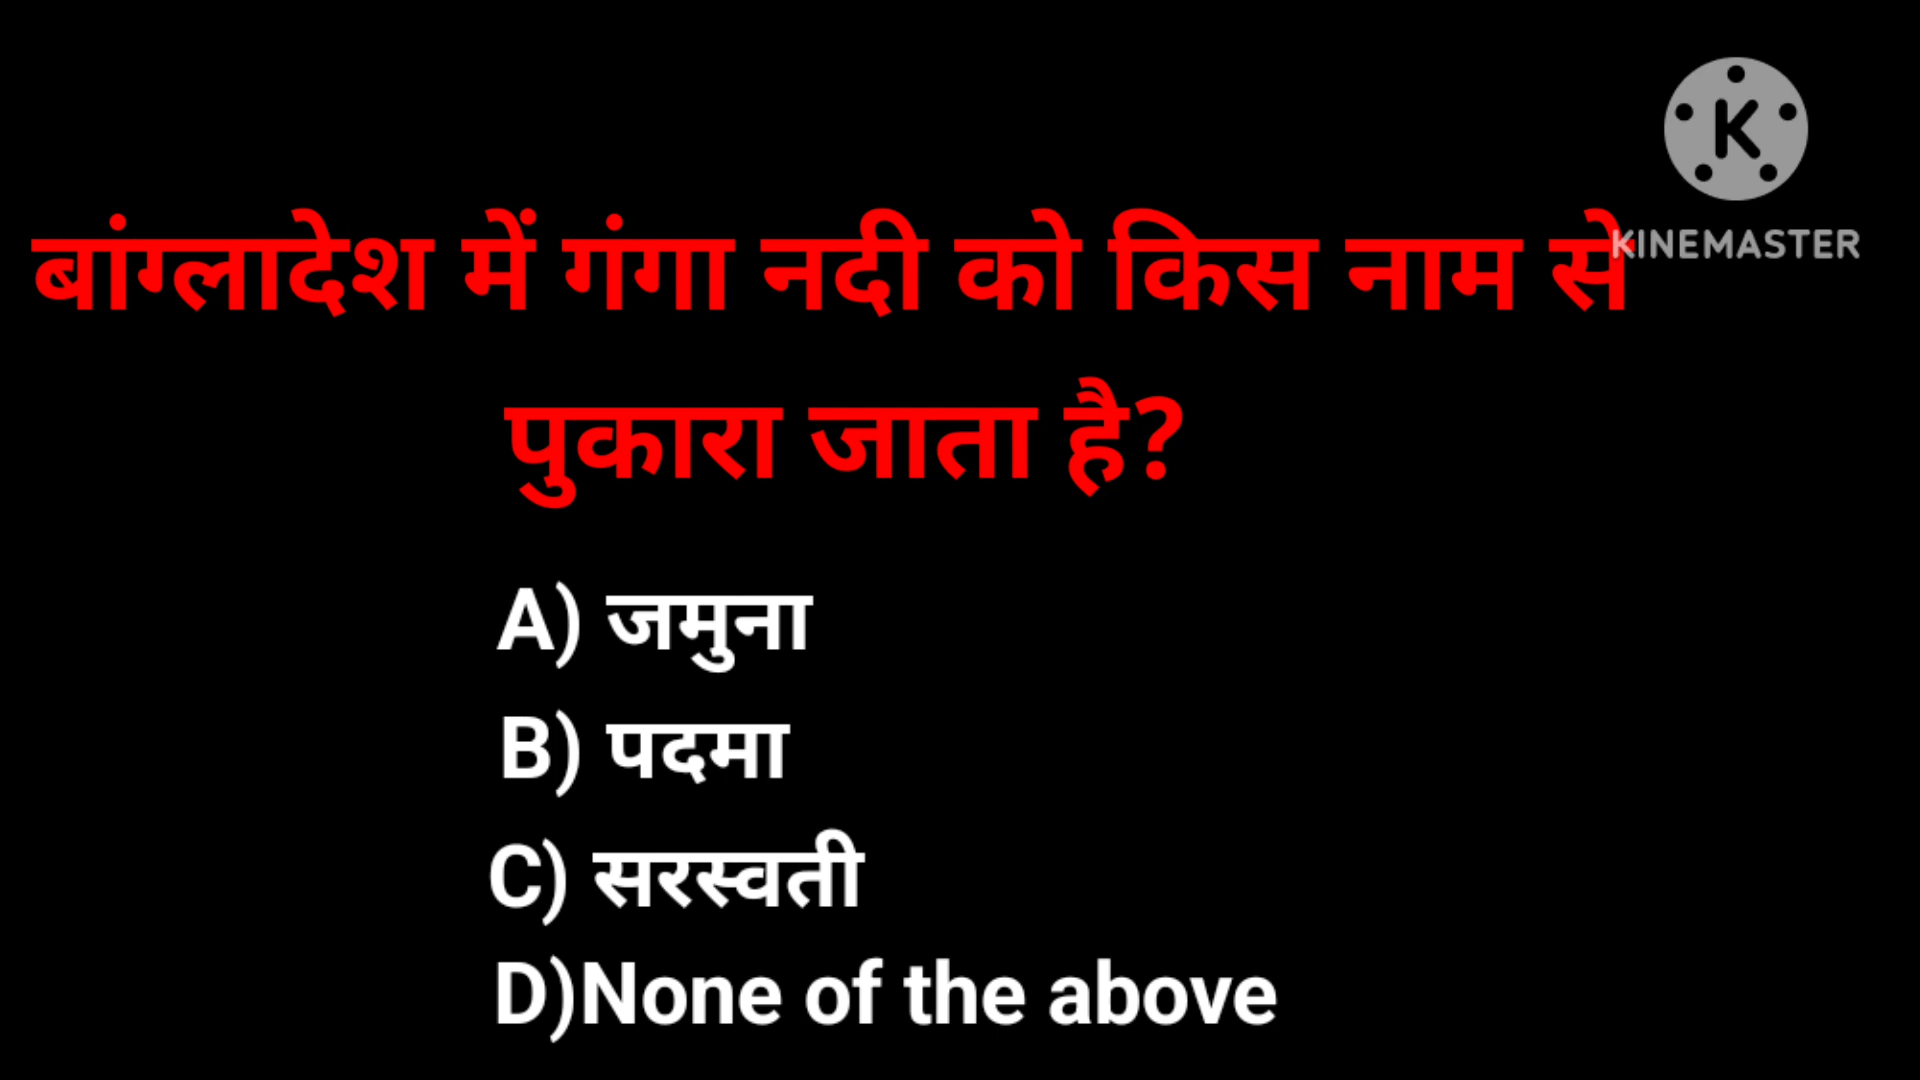 K
KINEMASTER
बांग्लादेश में गंगा नदी को किस नाम से
पुकारा जाता है?
A) जमुना
B) पदमा
C) सरस्वती
D)None of the above